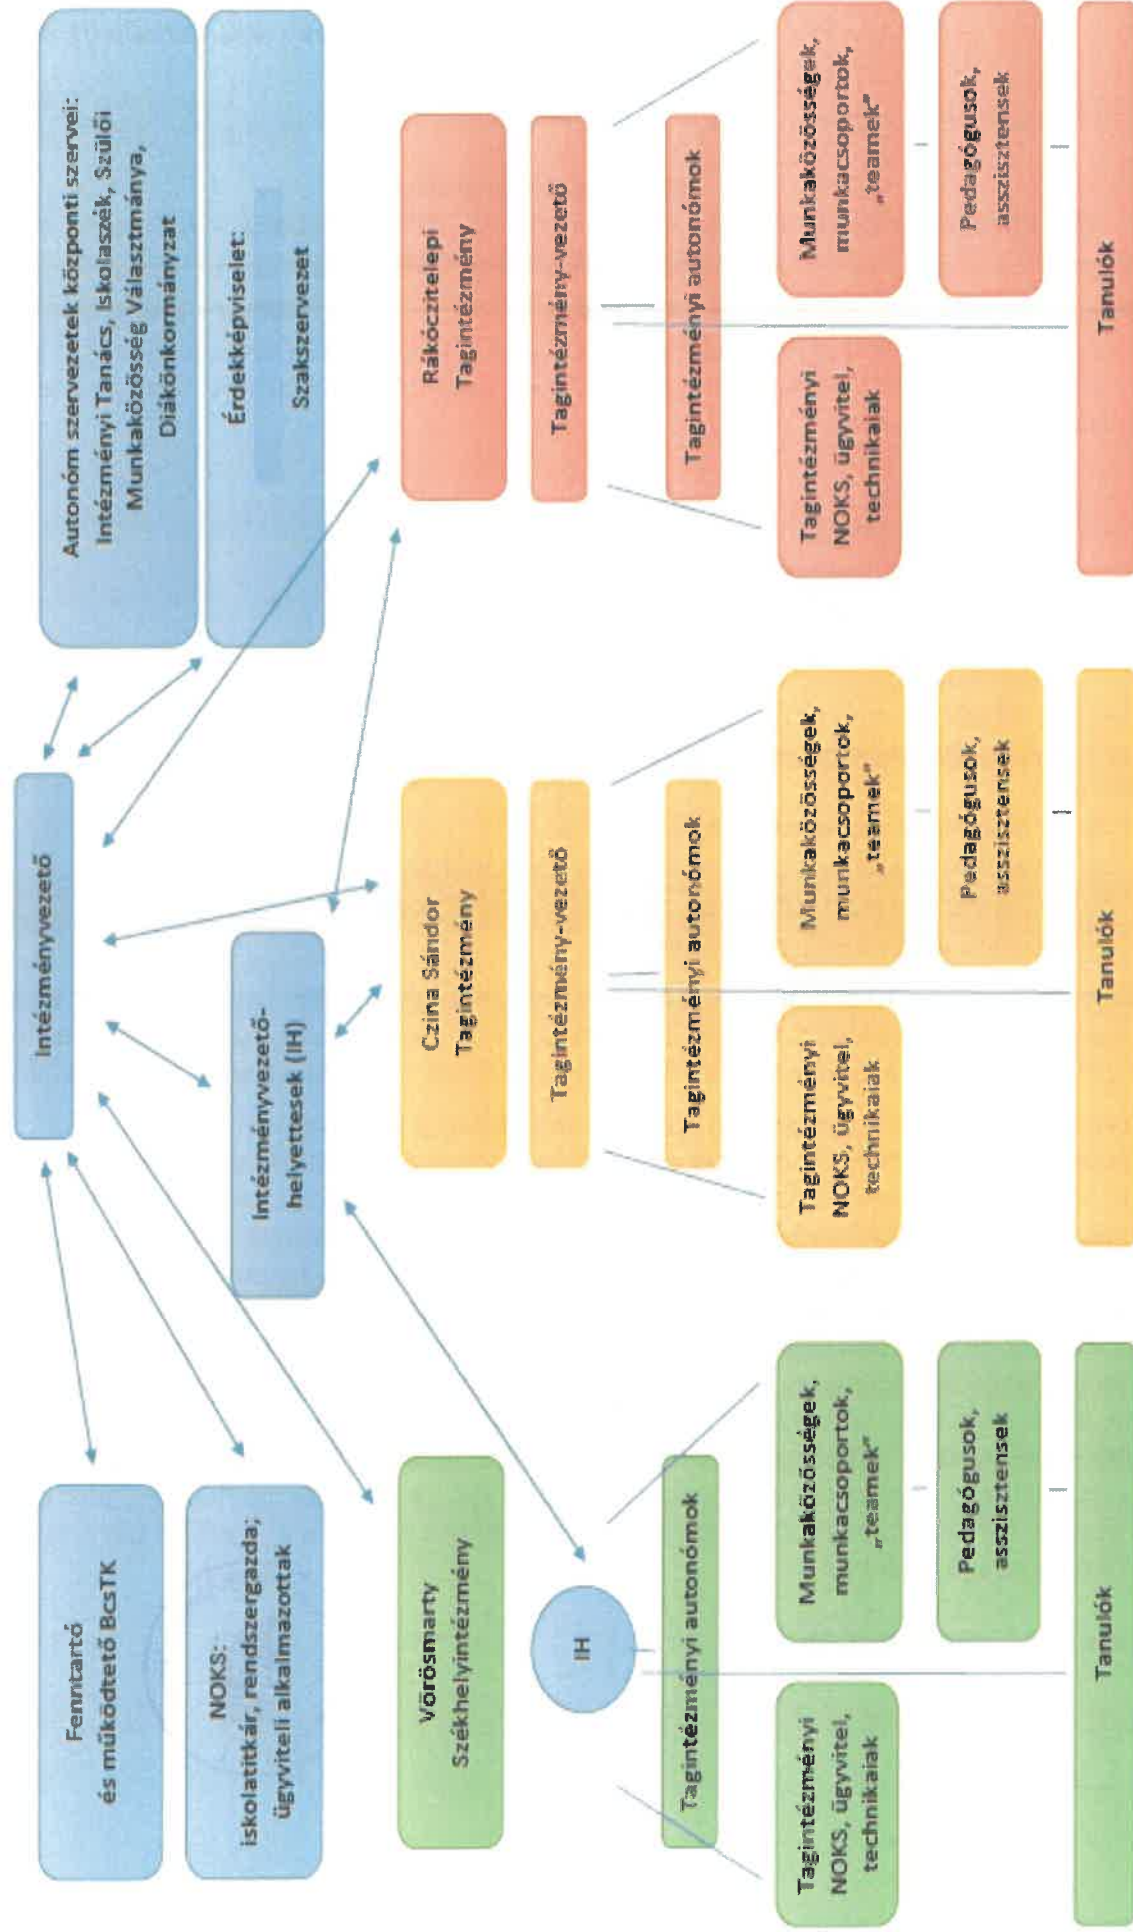 Intézményvezető
Fenntartó
és működtető BcsTK
NOKS:
iskolatitkár, rendszergazda;
ügyviteli alkalmazottak
Autonóm szervezetek központi szervei:
Intézményi Tanács, Iskolaszék, Szülői
Munkaközösség Választmánya,
Diákönkormányzat
Érdekképviselet:
Szakszervezet
Intézményvezető-
helyettesek (IH)
Vörösmarty
Székhelyintézmény
IH
Tagintézményi autonómok
Tagintézményi
NOKS, ügyvitel,
technikaiak
Munkaközösségek,
munkacsoportok,
„teamek”
Pedagógusok,
asszisztensek
Tanulók
Czina Sándor
Tagintézmény
Tagintézmény-vezető
Tagintézményi autonómok
Tagintézményi
NOKS, ügyvitel,
technikaiak
Munkaközösségek,
munkacsoportok,
„teamek”
Pedagógusok,
asszisztensek
Tanulók
Rákóczitelepi
Tagintézmény
Tagintézmény-vezető
Tagintézményi autonómok
Tagintézményi
NOKS, ügyvitel,
technikaiak
Munkaközösségek,
munkacsoportok,
„teamek”
Pedagógusok,
asszisztensek
Tanulók